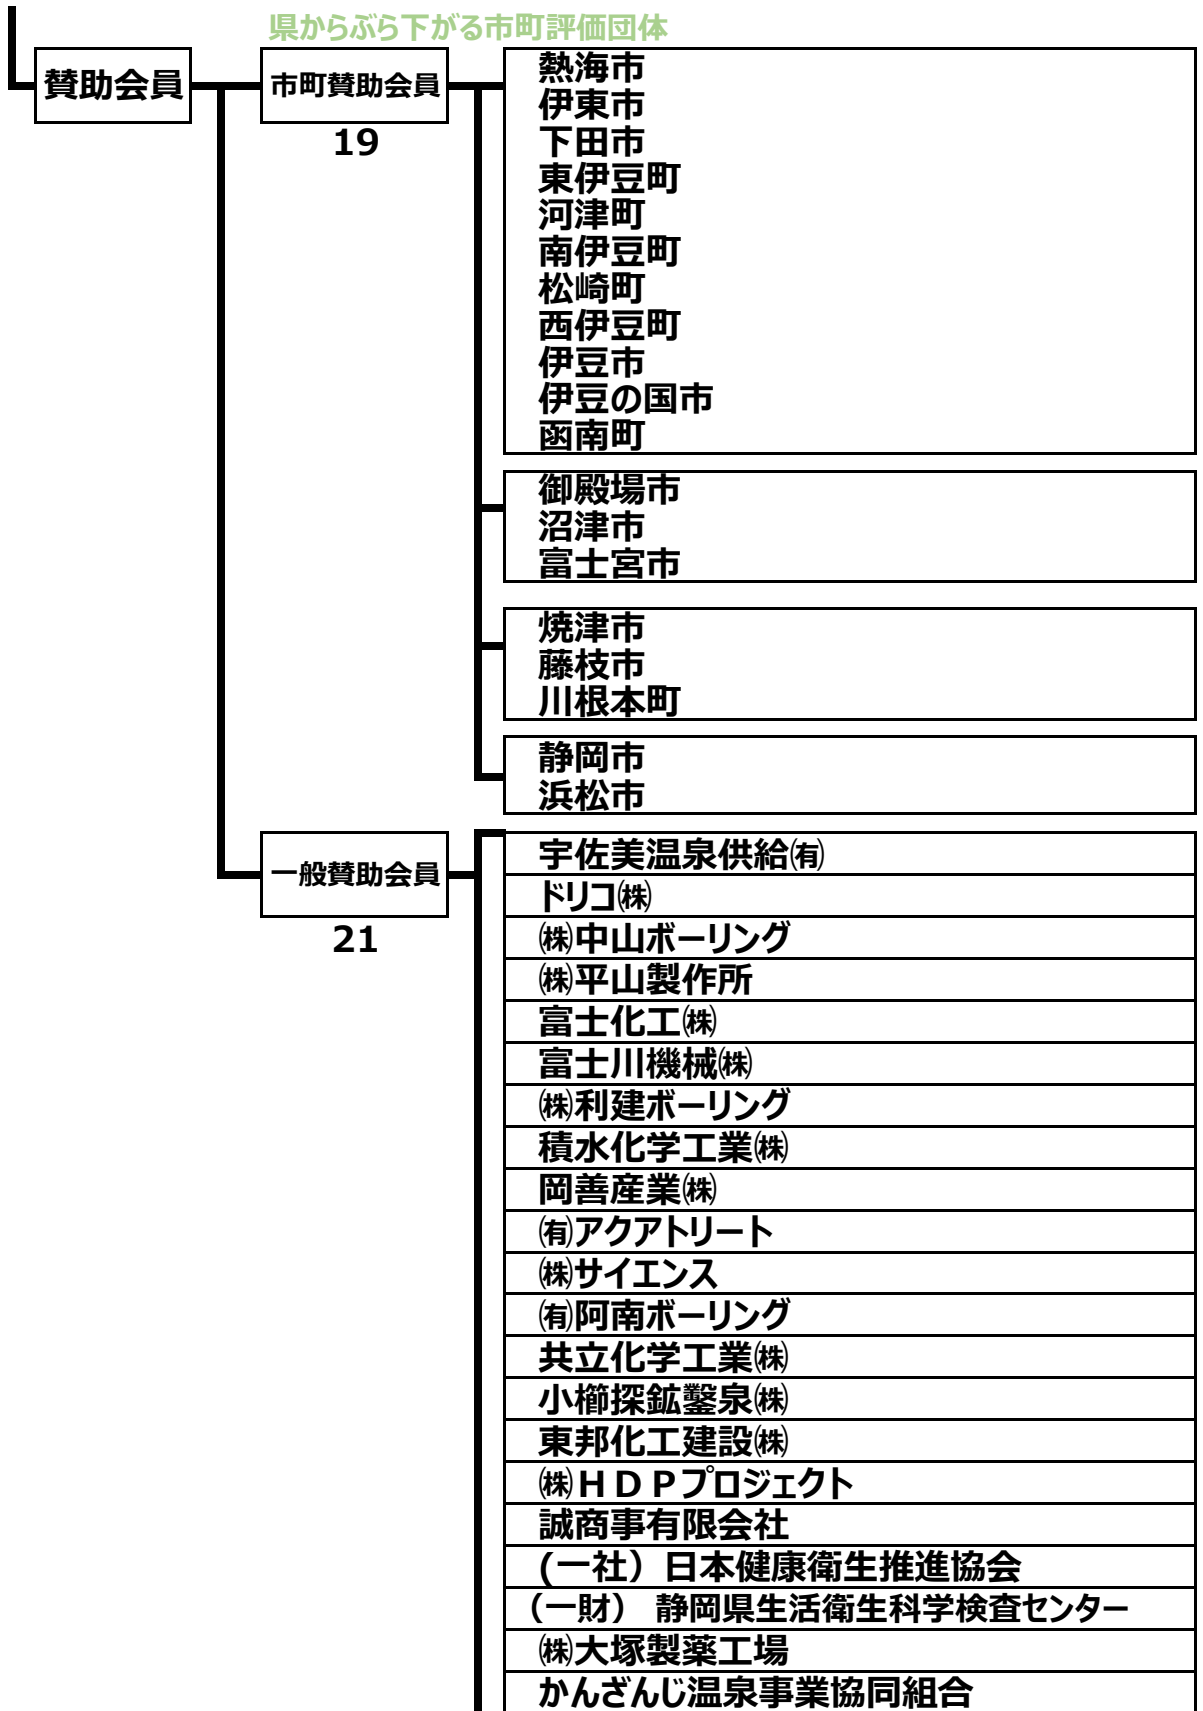 県からぶら下がる市町評価団体
賛助会員
市町賛助会員
19
熱海市
伊東市
下田市
東伊豆町
河津町
南伊豆町
松崎町
西伊豆町
伊豆市
伊豆の国市
函南町
御殿場市
沼津市
富士宮市
焼津市
藤枝市
川根本町
静岡市
浜松市
一般賛助会員
21
宇佐美温泉供給㈲
ドリコ㈱
㈱中山ボーリング
㈱平山製作所
富士化工㈱
富士川機械㈱
㈱利建ボーリング
積水化学工業㈱
岡善産業㈱
㈲アクアトリート
㈱サイエンス
㈲阿南ボーリング
共立化学工業㈱
小櫛探鉱鑿泉㈱
東邦化工建設㈱
㈱ＨＤＰプロジェクト
誠商事有限会社
(一社）日本健康衛生推進協会
（一財） 静岡県生活衛生科学検査センター
㈱大塚製薬工場
かんざんじ温泉事業協同組合